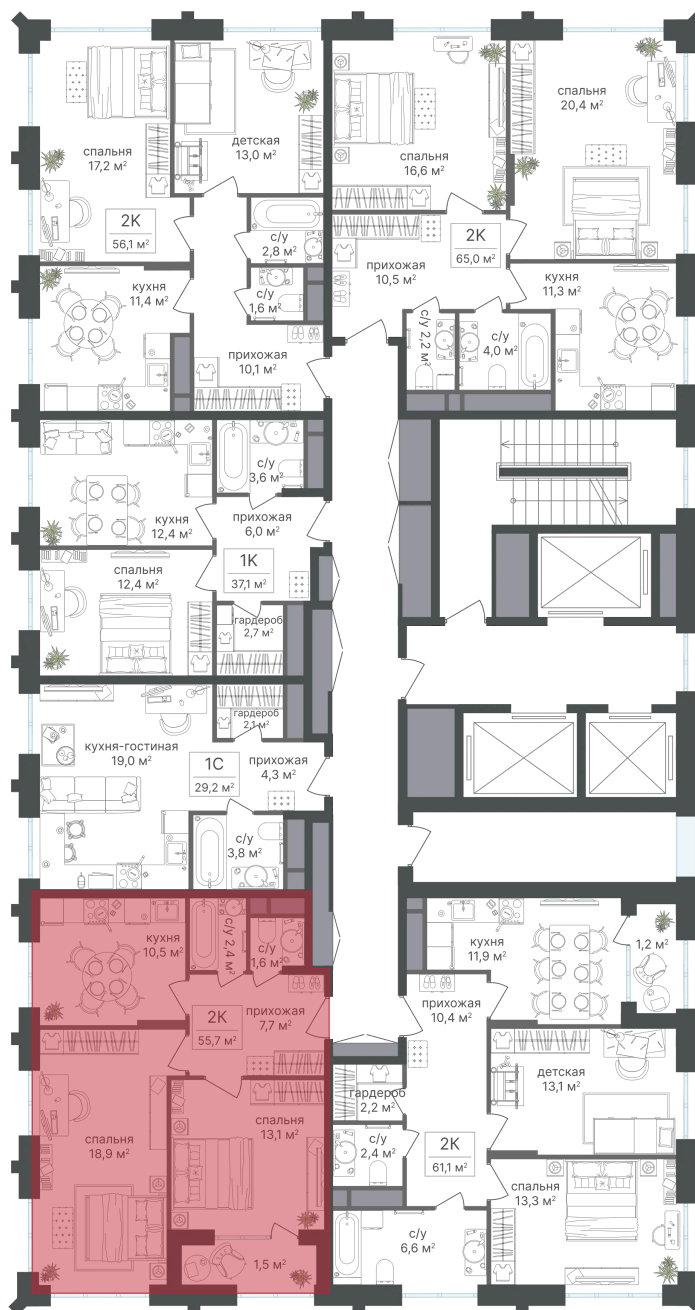 спальня
17,2 м²
детская
13,0 м²
2K
56,1 м²
с/у
2,8 м²
кухня
11,4 м²
с/у
1,6 м²
прихожая
10,1 м²
спальня
16,6 м²
спальня
20,4 м²
2K
65,0 м²
прихожая
10,5 м²
кухня
11,3 м²
с/у 2,2 м²
с/у
4,0 м²
с/у
3,6 м²
кухня
12,4 м²
прихожая
6,0 м²
1K
37,1 м²
спальня
12,4 м²
гардероб
2,7 м²
гардероб
2,1 м²
кухня-гостиная
19,0 м²
1C
29,2 м²
прихожая
4,3 м²
с/у
3,8 м²
кухня
10,5 м²
с/у 2,4 м²
с/у
1,6 м²
2K
55,7 м²
прихожая
7,7 м²
спальня
18,9 м²
спальня
13,1 м²
1,5 м²
кухня
11,9 м²
1,2 м²
прихожая
10,4 м²
детская
13,1 м²
гардероб
2,2 м²
с/у
2,4 м²
2K
61,1 м²
спальня
13,3 м²
с/у
6,6 м²